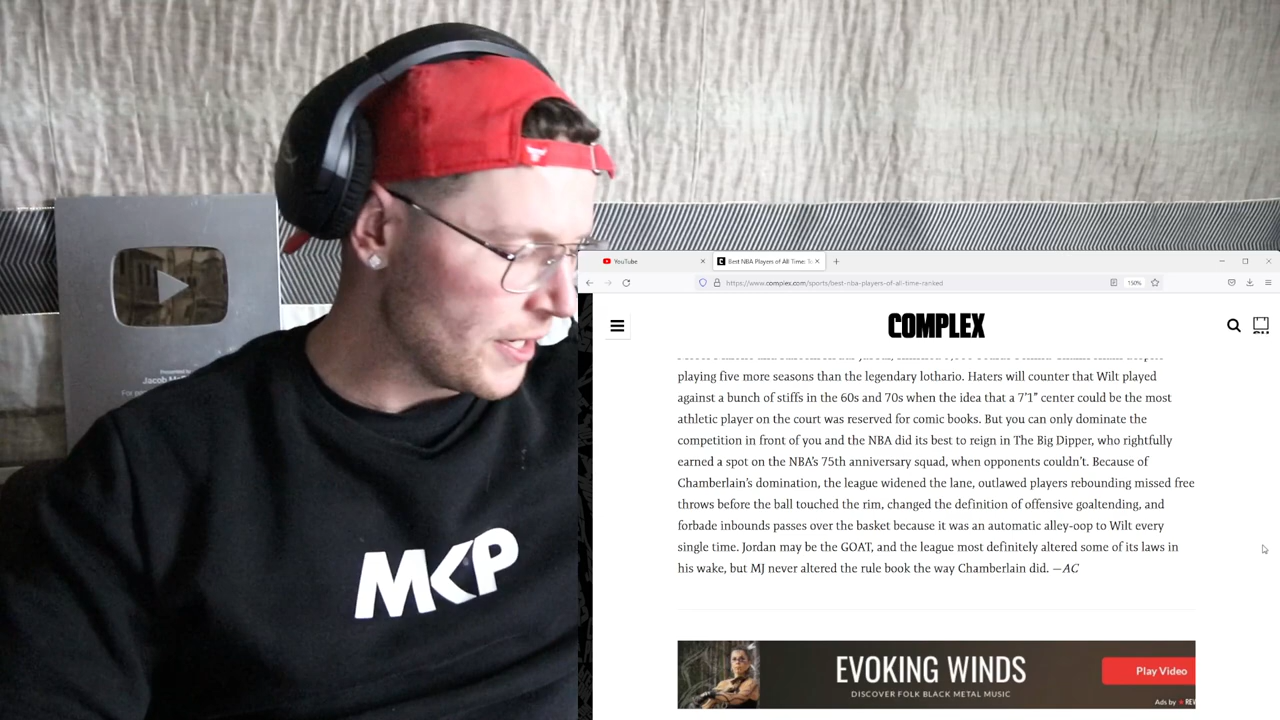 Presented to
Jacob
MKP
YouTube
Best NBA Players of All Time:
https://www.complex.com/sports/best-nba-players-of-all-time-ranked
150%
COMPLEX
playing five more seasons than the legendary lothario. Haters will counter that Wilt played
against a bunch of stiffs in the 60s and 70s when the idea that a 7'1" center could be the most
athletic player on the court was reserved for comic books. But you can only dominate the
competition in front of you and the NBA did its best to reign in The Big Dipper, who rightfully
earned a spot on the NBA's 75th anniversary squad, when opponents couldn't. Because of
Chamberlain's domination, the league widened the lane, outlawed players rebounding missed free
throws before the ball touched the rim, changed the definition of offensive goaltending, and
forbade inbounds passes over the basket because it was an automatic alley-oop to Wilt every
single time. Jordan may be the GOAT, and the league most definitely altered some of its laws in
his wake, but MJ never altered the rule book the way Chamberlain did. —AC
EVOKING WINDS
DISCOVER FOLK BLACK METAL MUSIC
Play Video
Ads by